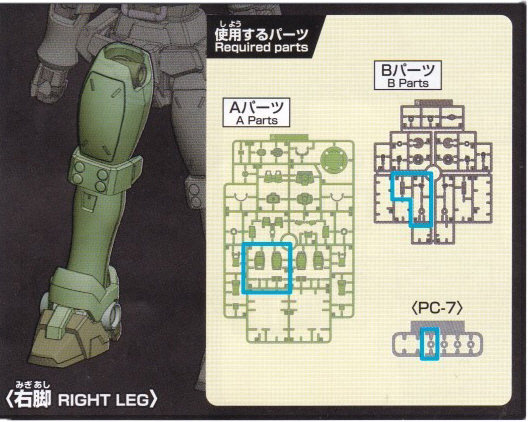 しよう
使用するパーツ
Required parts
Aパーツ
A Parts
Bパーツ
B Parts
〈PC-7〉
みぎあし
〈右脚 RIGHT LEG〉